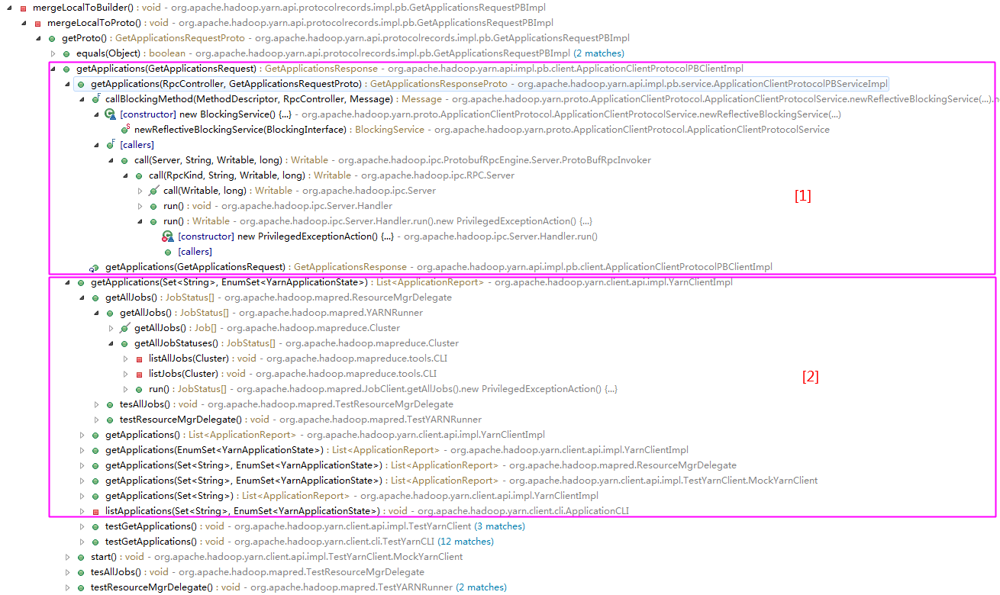 mergeLocalToBuilder() : void - org.apache.hadoop.yarn.api.protocolrecords.impl.pb.GetApplicationsRequestPBImpl
mergeLocalToProto() : void - org.apache.hadoop.yarn.api.protocolrecords.impl.pb.GetApplicationsRequestPBImpl
getProto() : GetApplicationsRequestProto - org.apache.hadoop.yarn.api.protocolrecords.impl.pb.GetApplicationsRequestPBImpl
equals(Object) : boolean - org.apache.hadoop.yarn.api.protocolrecords.impl.pb.GetApplicationsRequestPBImpl (2 matches)
getApplications(GetApplicationsRequest) : GetApplicationsResponse - org.apache.hadoop.yarn.api.impl.pb.client.ApplicationClientProtocolPBClientImpl
getApplications(RpcController, GetApplicationsRequestProto) : GetApplicationsResponseProto - org.apache.hadoop.yarn.api.impl.pb.service.ApplicationClientProtocolPBServiceImpl
callBlockingMethod(MethodDescriptor, RpcController, Message) : Message - org.apache.hadoop.yarn.proto.ApplicationClientProtocol.ApplicationClientProtocolService.newReflectiveBlockingService(...).n
[constructor] new BlockingService() {...} - org.apache.hadoop.yarn.proto.ApplicationClientProtocol.ApplicationClientProtocolService.newReflectiveBlockingService(...)
newReflectiveBlockingService(BlockingInterface) : BlockingService - org.apache.hadoop.yarn.proto.ApplicationClientProtocol.ApplicationClientProtocolService
[callers]
call(Server, String, Writable, long) : Writable - org.apache.hadoop.ipc.ProtobufRpcEngine.Server.ProtoBufRpcInvoker
call(RpcKind, String, Writable, long) : Writable - org.apache.hadoop.ipc.RPC.Server
call(Writable, long) : Writable - org.apache.hadoop.ipc.Server
[1]
run() : void - org.apache.hadoop.ipc.Server.Handler
run() : Writable - org.apache.hadoop.ipc.Server.Handler.run().new PrivilegedExceptionAction() {...}
[constructor] new PrivilegedExceptionAction() {...} - org.apache.hadoop.ipc.Server.Handler.run()
[callers]
getApplications(GetApplicationsRequest) : GetApplicationsResponse - org.apache.hadoop.yarn.api.impl.pb.client.ApplicationClientProtocolPBClientImpl
getApplications(Set<String>, EnumSet<YarnApplicationState>) : List<ApplicationReport> - org.apache.hadoop.yarn.client.api.impl.YarnClientImpl
getAllJobs() : JobStatus[] - org.apache.hadoop.mapred.ResourceMgrDelegate
getAllJobs() : JobStatus[] - org.apache.hadoop.mapred.YARNRunner
getAllJobs() : Job[] - org.apache.hadoop.mapreduce.Cluster
getAllJobStatuses() : JobStatus[] - org.apache.hadoop.mapreduce.Cluster
listAllJobs(Cluster) : void - org.apache.hadoop.mapreduce.tools.CLI
listJobs(Cluster) : void - org.apache.hadoop.mapreduce.tools.CLI
[2]
run() : JobStatus[] - org.apache.hadoop.mapred.JobClient.getAllJobs().new PrivilegedExceptionAction() {...}
tesAllJobs() : void - org.apache.hadoop.mapred.TestResourceMgrDelegate
testResourceMgrDelegate() : void - org.apache.hadoop.mapred.TestYARNRunner
getApplications() : List<ApplicationReport> - org.apache.hadoop.yarn.client.api.impl.YarnClientImpl
getApplications(EnumSet<YarnApplicationState>) : List<ApplicationReport> - org.apache.hadoop.yarn.client.api.impl.YarnClientImpl
getApplications(Set<String>, EnumSet<YarnApplicationState>) : List<ApplicationReport> - org.apache.hadoop.mapred.ResourceMgrDelegate
getApplications(Set<String>, EnumSet<YarnApplicationState>) : List<ApplicationReport> - org.apache.hadoop.yarn.client.api.impl.TestYarnClient.MockYarnClient
getApplications(Set<String>) : List<ApplicationReport> - org.apache.hadoop.yarn.client.api.impl.YarnClientImpl
listApplications(Set<String>, EnumSet<YarnApplicationState>) : void - org.apache.hadoop.yarn.client.cli.ApplicationCLI
testGetApplications() : void - org.apache.hadoop.yarn.client.api.impl.TestYarnClient (3 matches)
testGetApplications() : void - org.apache.hadoop.yarn.client.cli.TestYarnCLI (12 matches)
start() : void - org.apache.hadoop.yarn.client.api.impl.TestYarnClient.MockYarnClient
tesAllJobs() : void - org.apache.hadoop.mapred.TestResourceMgrDelegate
testResourceMgrDelegate() : void - org.apache.hadoop.mapred.TestYARNRunner (2 matches)